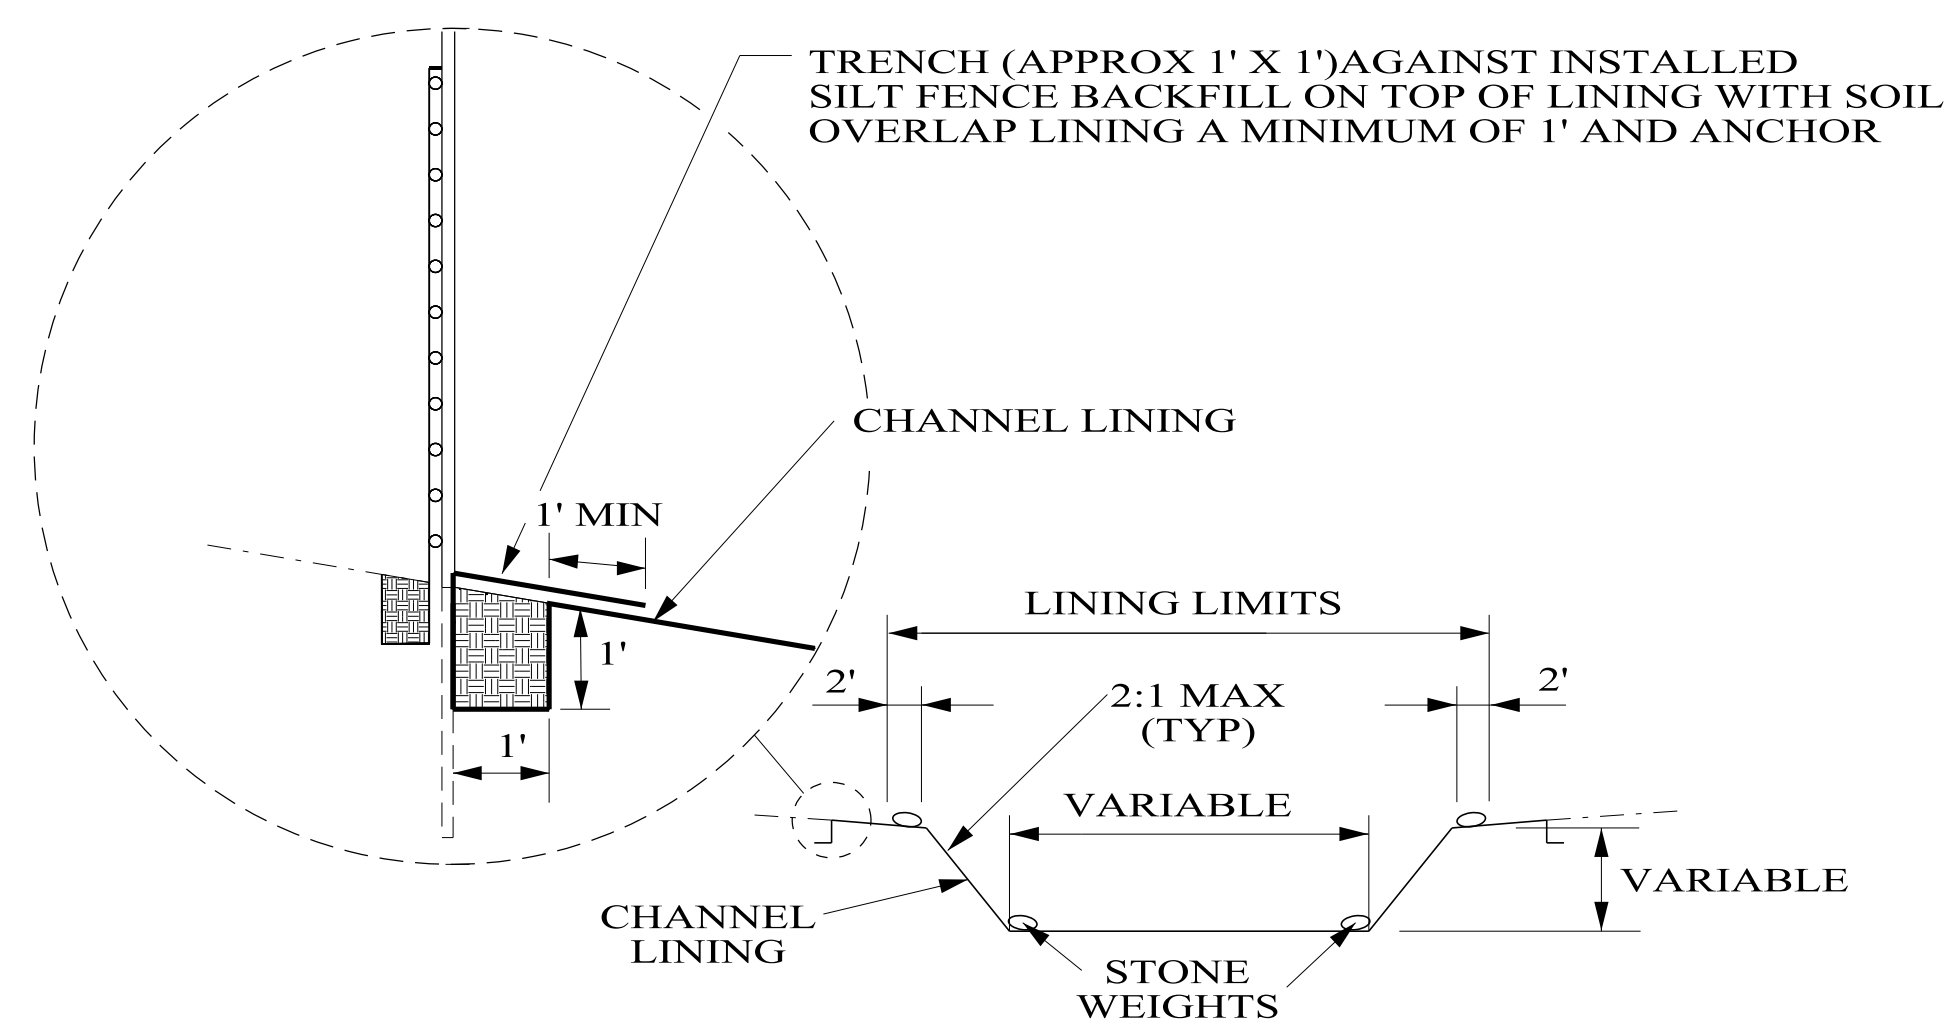 TRENCH (APPROX 1' X 1')AGAINST INSTALLED
SILT FENCE BACKFILL ON TOP OF LINING WITH SOIL
OVERLAP LINING A MINIMUM OF 1' AND ANCHOR
CHANNEL LINING
1' MIN
1'
1'
LINING LIMITS
2'
2'
2:1 MAX
(TYP)
VARIABLE
VARIABLE
CHANNEL
LINING
STONE
WEIGHTS